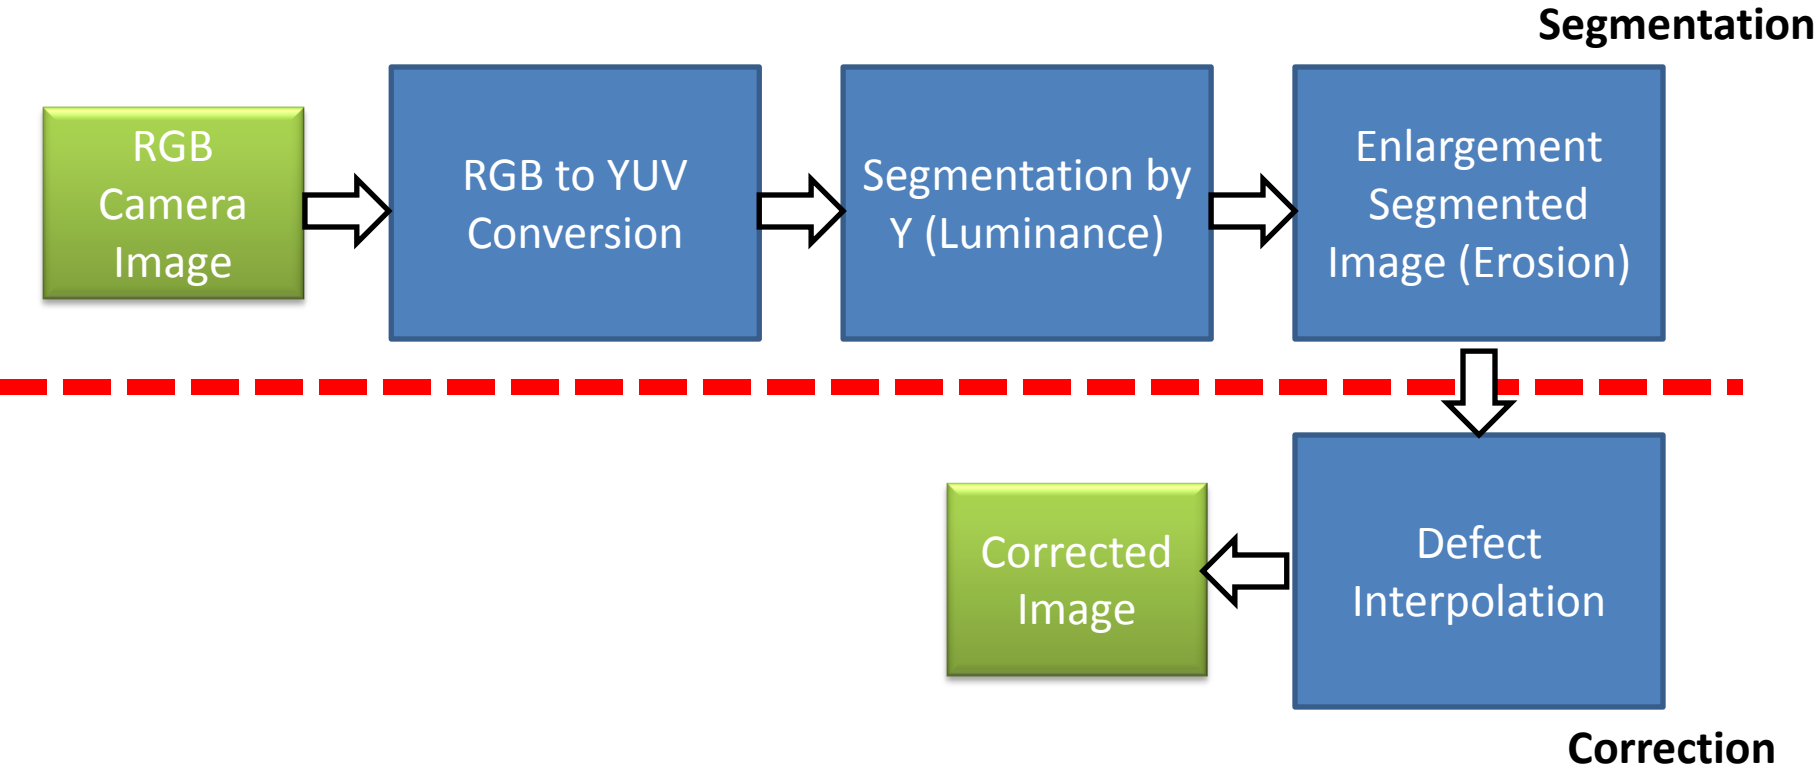 Segmentation
RGB
Camera
Image
RGB to YUV
Conversion
Segmentation by
Y (Luminance)
Enlargement
Segmented
Image (Erosion)
Defect
Interpolation
Corrected
Image
Correction